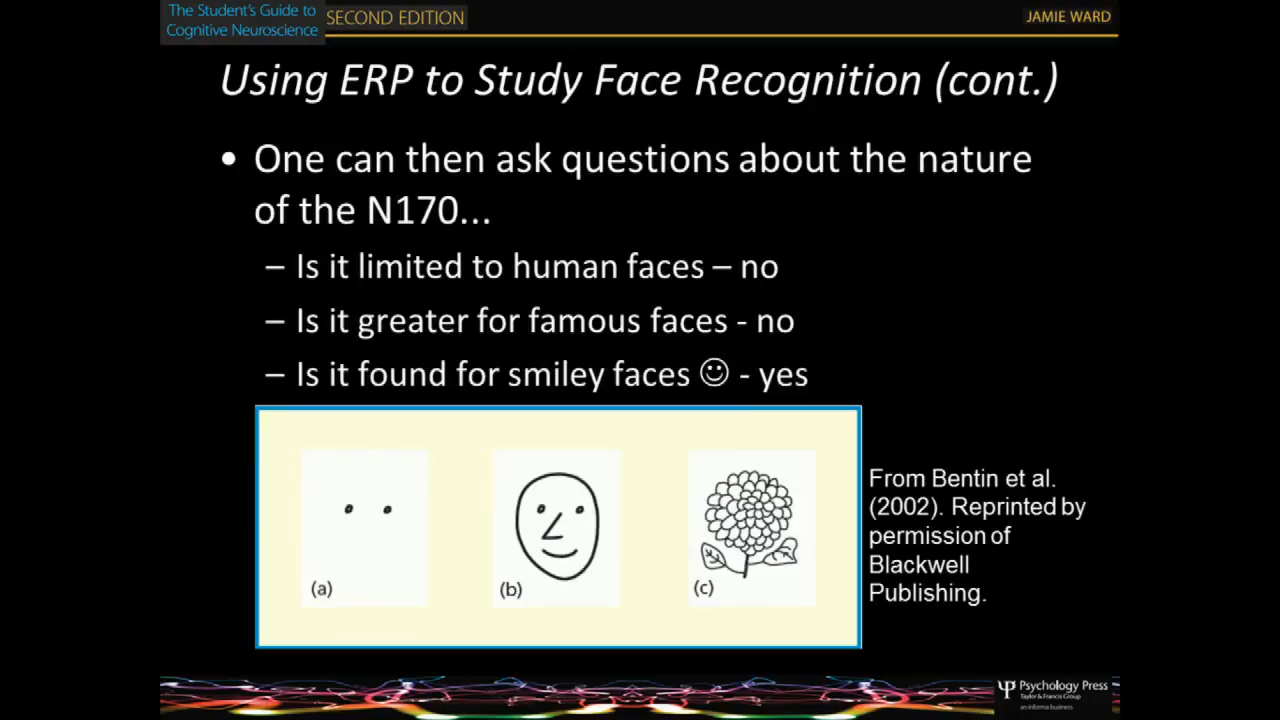 The Student's Guide to
Cognitive Neuroscience
SECOND EDITION
JAMIE WARD
Using ERP to Study Face Recognition (cont.)
• One can then ask questions about the nature
of the N170...
– Is it limited to human faces – no
– Is it greater for famous faces - no
– Is it found for smiley faces ☺ - yes
(a)
(b)
(c)
From Bentin et al.
(2002). Reprinted by
permission of
Blackwell
Publishing.
Psychology Press
Taylor & Francis Group
an informa business